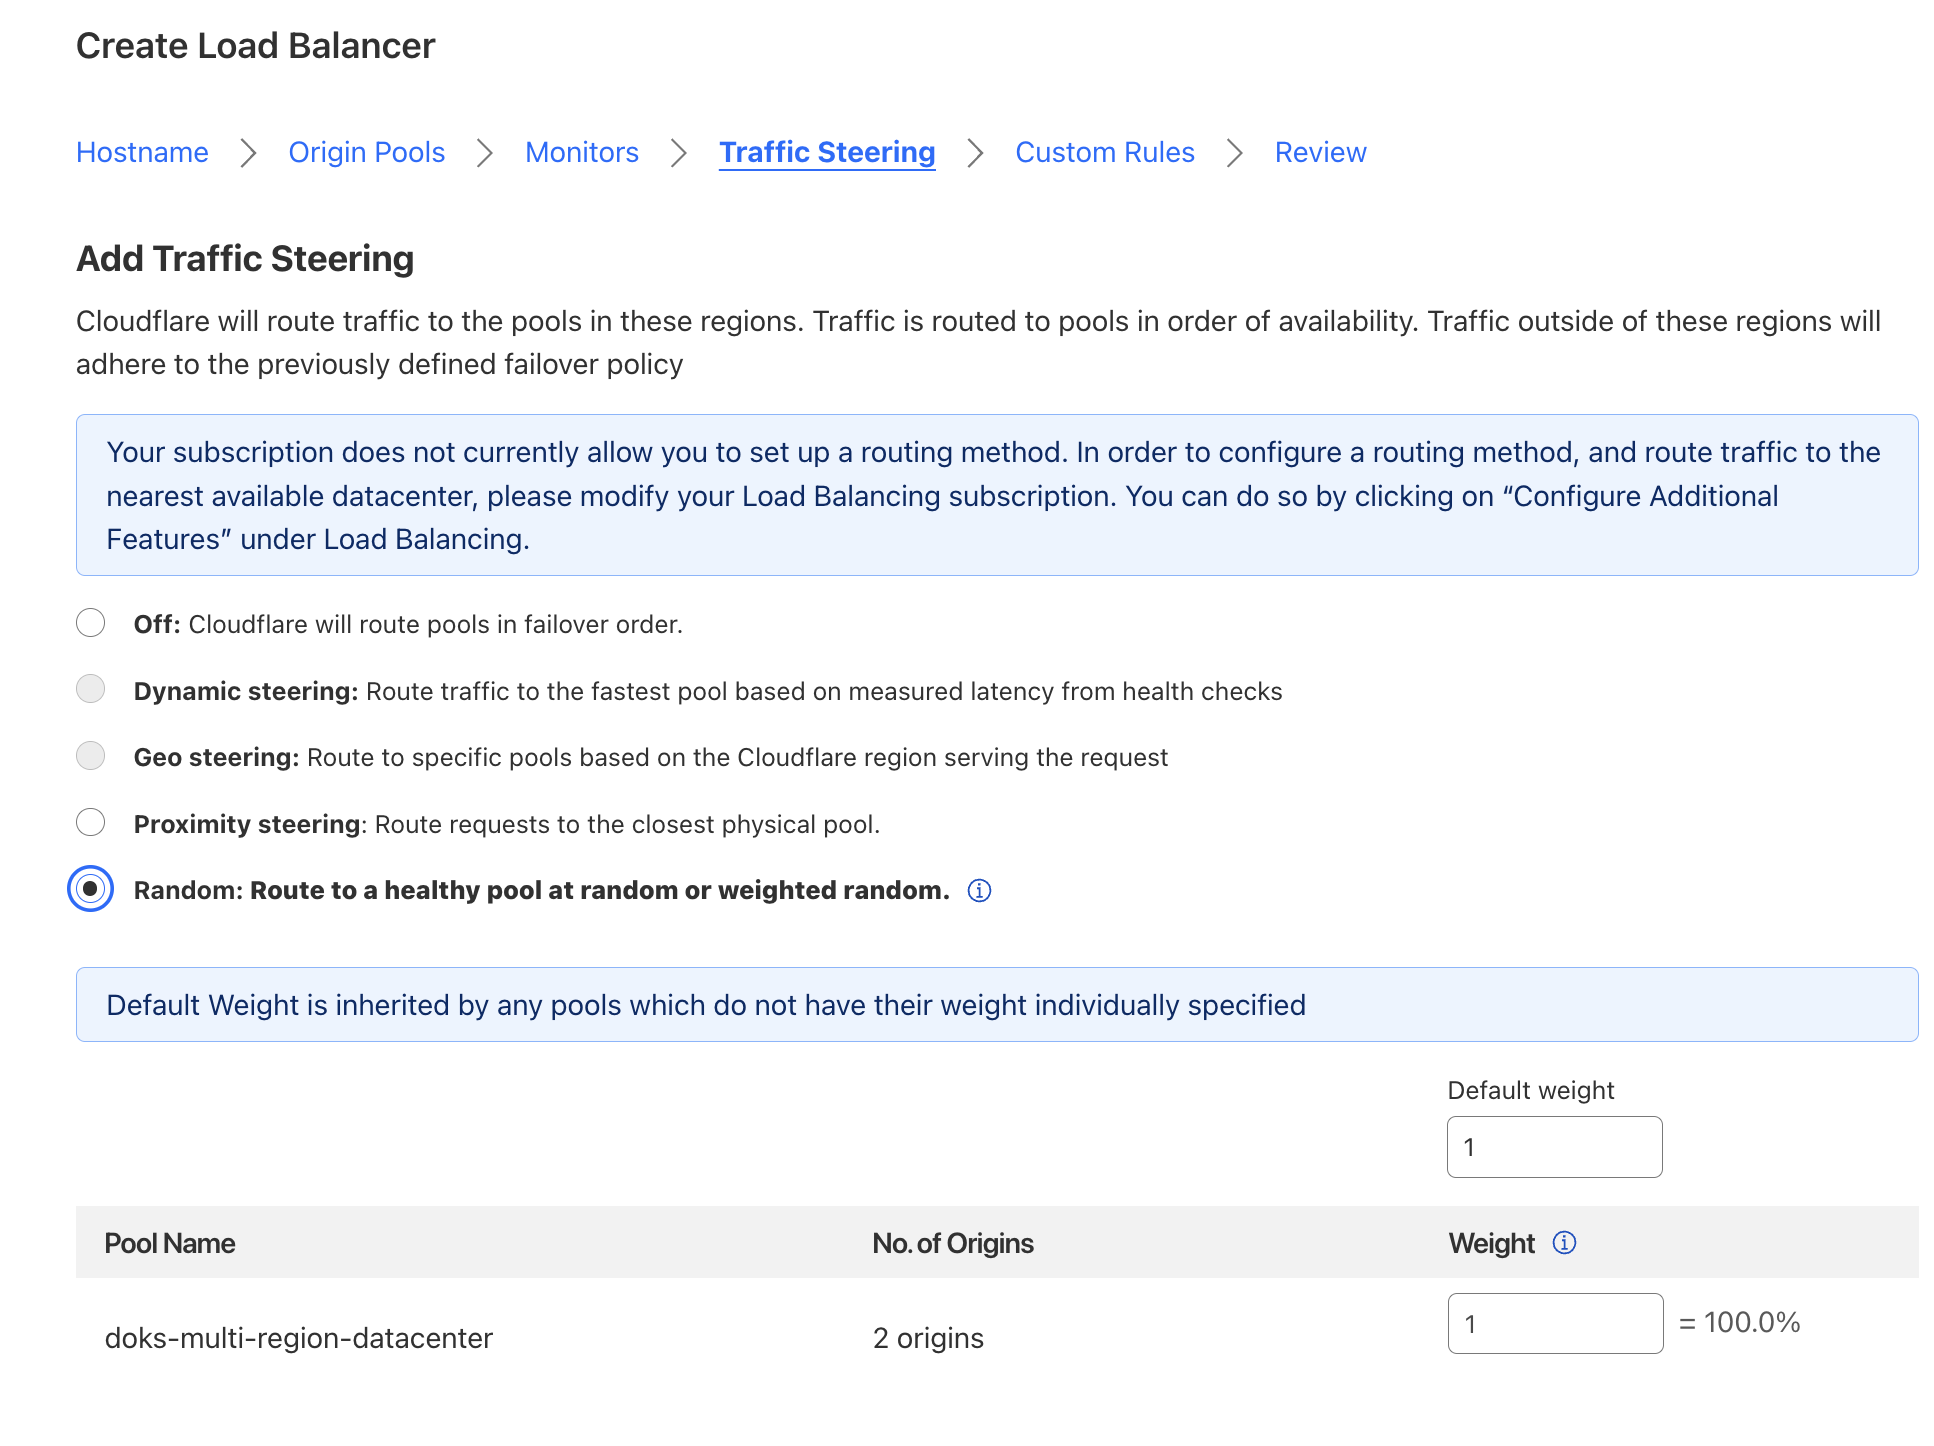 Create Load Balancer
Hostname > Origin Pools > Monitors > Traffic Steering > Custom Rules > Review
Add Traffic Steering
Cloudflare will route traffic to the pools in these regions. Traffic is routed to pools in order of availability. Traffic outside of these regions will
adhere to the previously defined failover policy
Your subscription does not currently allow you to set up a routing method. In order to configure a routing method, and route traffic to the
nearest available datacenter, please modify your Load Balancing subscription. You can do so by clicking on “Configure Additional
Features” under Load Balancing.
Off: Cloudflare will route pools in failover order.
Dynamic steering: Route traffic to the fastest pool based on measured latency from health checks
Geo steering: Route to specific pools based on the Cloudflare region serving the request
Proximity steering: Route requests to the closest physical pool.
Random: Route to a healthy pool at random or weighted random.
Default Weight is inherited by any pools which do not have their weight individually specified
Default weight
1
Pool Name No. of Origins Weight
doks-multi-region-datacenter 2 origins 1 = 100.0%